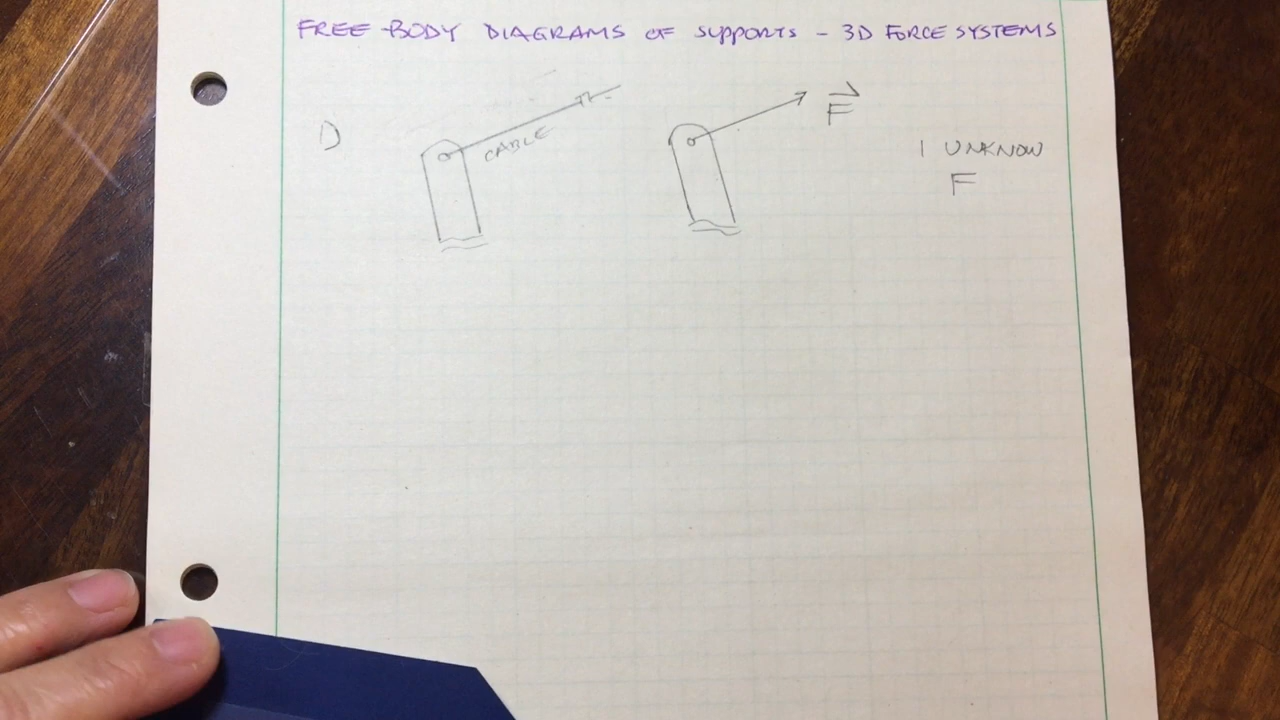 FREE-BODY DIAGRAMS OF SUPPORTS - 3D FORCE SYSTEMS
1)
CABLE
F
1 UNKNOW
F